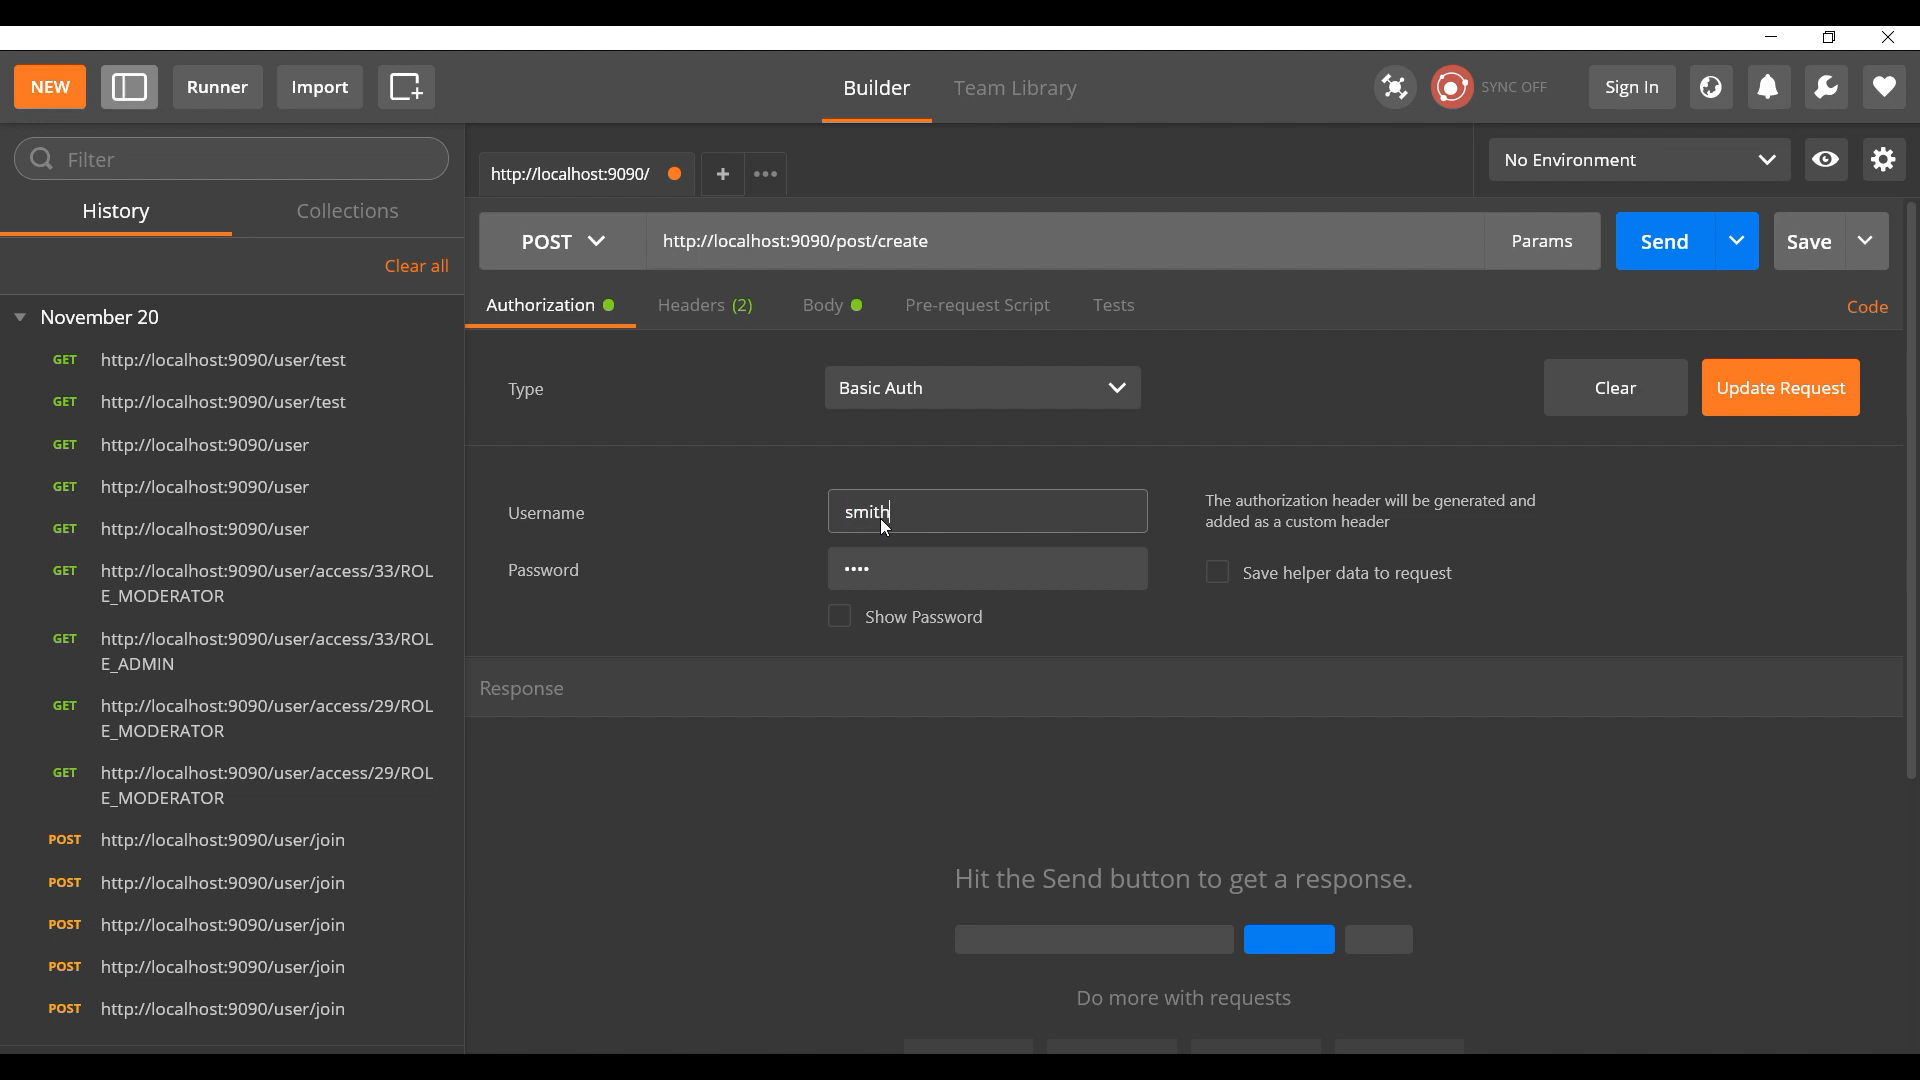 NEW
Runner
Import
Builder
Team Library
SYNC OFF
Sign In
Filter
History
Collections
Clear all
November 20
GET http://localhost:9090/user/test
GET http://localhost:9090/user/test
GET http://localhost:9090/user
GET http://localhost:9090/user
GET http://localhost:9090/user
GET http://localhost:9090/user/access/33/ROL
E_MODERATOR
GET http://localhost:9090/user/access/33/ROL
E_ADMIN
GET http://localhost:9090/user/access/29/ROL
E_MODERATOR
GET http://localhost:9090/user/access/29/ROL
E_MODERATOR
POST http://localhost:9090/user/join
POST http://localhost:9090/user/join
POST http://localhost:9090/user/join
POST http://localhost:9090/user/join
POST http://localhost:9090/user/join
http://localhost:9090/
No Environment
POST
http://localhost:9090/post/create
Params
Send
Save
Authorization
Headers (2)
Body
Pre-request Script
Tests
Code
Type
Basic Auth
Clear
Update Request
Username
smith
The authorization header will be generated and
added as a custom header
Password
••••
Save helper data to request
Show Password
Response
Hit the Send button to get a response.
Do more with requests